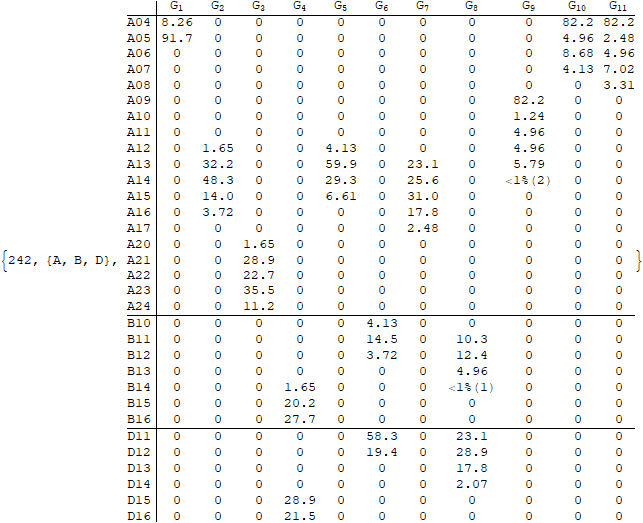 G1 G2 G3 G4 G5 G6 G7 G8 G9 G10 G11
A04 8.26 0 0 0 0 0 0 0 0 82.2 82.2
A05 91.7 0 0 0 0 0 0 0 0 4.96 2.48
A06 0 0 0 0 0 0 0 0 0 8.68 4.96
A07 0 0 0 0 0 0 0 0 0 4.13 7.02
A08 0 0 0 0 0 0 0 0 0 0 3.31
A09 0 0 0 0 0 0 0 0 82.2 0 0
A10 0 0 0 0 0 0 0 0 1.24 0 0
A11 0 0 0 0 0 0 0 0 4.96 0 0
A12 0 1.65 0 0 4.13 0 0 0 4.96 0 0
A13 0 32.2 0 0 59.9 0 23.1 0 5.79 0 0
A14 0 48.3 0 0 29.3 0 25.6 0 <1%(2) 0 0
A15 0 14.0 0 0 6.61 0 31.0 0 0 0 0
A16 0 3.72 0 0 0 0 17.8 0 0 0 0
A17 0 0 0 0 0 0 2.48 0 0 0 0
A20 0 0 1.65 0 0 0 0 0 0 0 0
{242, {A, B, D}, A21 0 0 28.9 0 0 0 0 0 0 0 0 }
A22 0 0 22.7 0 0 0 0 0 0 0 0
A23 0 0 35.5 0 0 0 0 0 0 0 0
A24 0 0 11.2 0 0 0 0 0 0 0 0
B10 0 0 0 0 0 4.13 0 0 0 0 0
B11 0 0 0 0 0 14.5 0 10.3 0 0 0
B12 0 0 0 0 0 3.72 0 12.4 0 0 0
B13 0 0 0 0 0 0 0 4.96 0 0 0
B14 0 0 0 1.65 0 0 0 <1%(1) 0 0 0
B15 0 0 0 20.2 0 0 0 0 0 0 0
B16 0 0 0 27.7 0 0 0 0 0 0 0
D11 0 0 0 0 0 58.3 0 23.1 0 0 0
D12 0 0 0 0 0 19.4 0 28.9 0 0 0
D13 0 0 0 0 0 0 0 17.8 0 0 0
D14 0 0 0 0 0 0 0 2.07 0 0 0
D15 0 0 0 28.9 0 0 0 0 0 0 0
D16 0 0 0 21.5 0 0 0 0 0 0 0